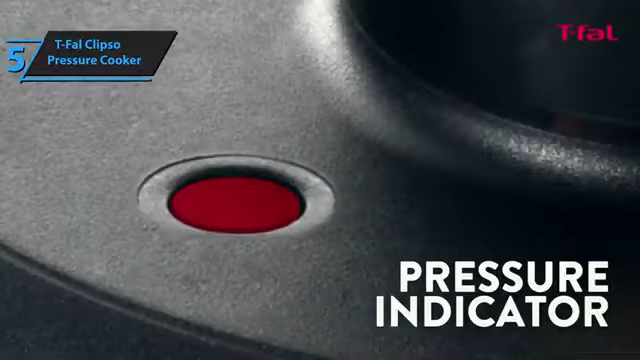 5
T-Fal Clipso
Pressure Cooker
T-faL
PRESSURE
INDICATOR